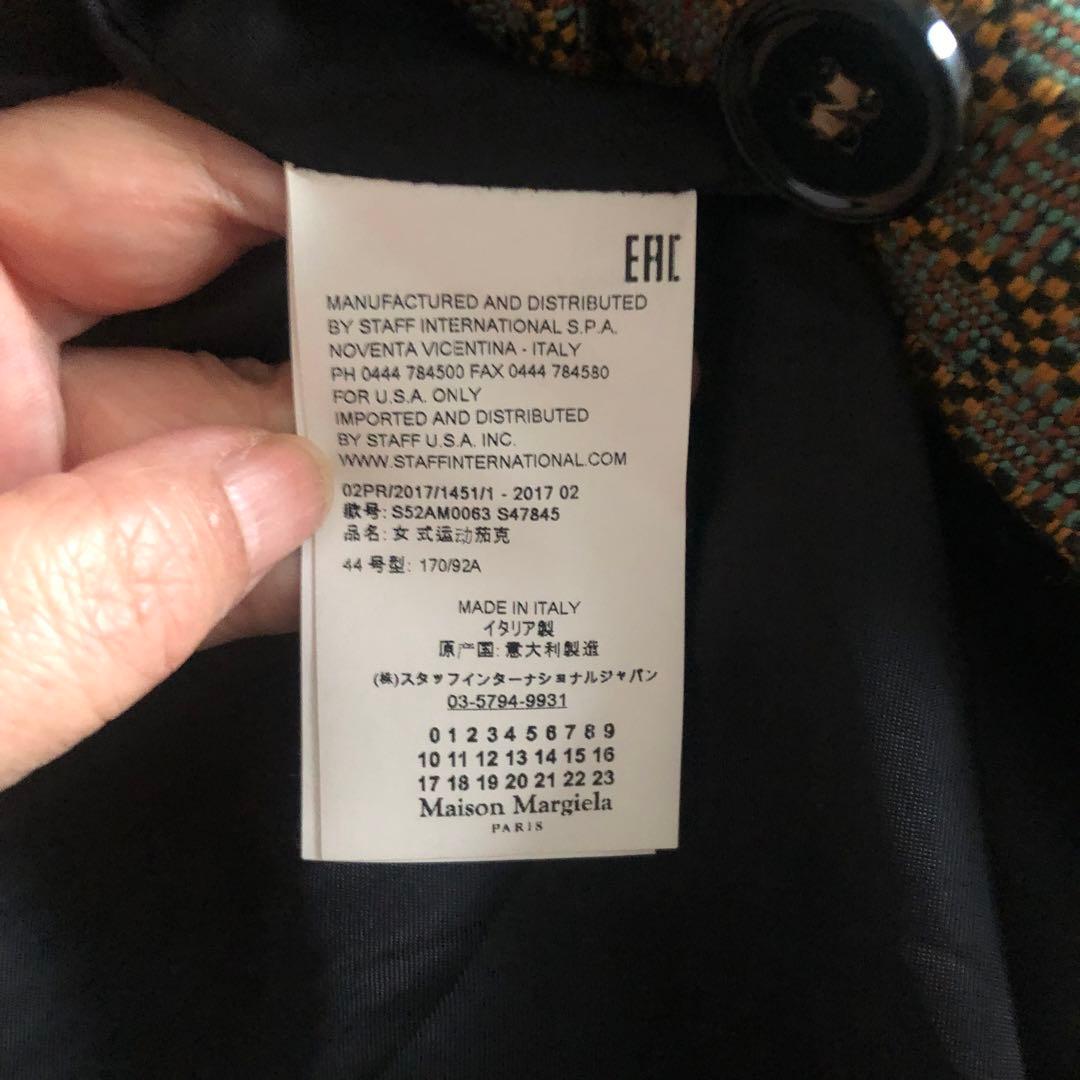 EAC
MANUFACTURED AND DISTRIBUTED
BY STAFF INTERNATIONAL S.P.A.
NOVENTA VICENTINA - ITALY
PH 0444 784500 FAX 0444 784580
FOR U.S.A. ONLY
IMPORTED AND DISTRIBUTED
BY STAFF U.S.A. INC.
WWW.STAFFINTERNATIONAL.COM
02PR/2017/1451/1 - 2017 02
款号: S52AM0063 S47845
品名: 女 式运动茄克
44 号型: 170/92A
MADE IN ITALY
イタリア製
原产国: 意大利製造
(株)スタッフインターナショナルジャパン
03-5794-9931
0 1 2 3 4 5 6 7 8 9
10 11 12 13 14 15 16
17 18 19 20 21 22 23
Maison Margiela
PARIS